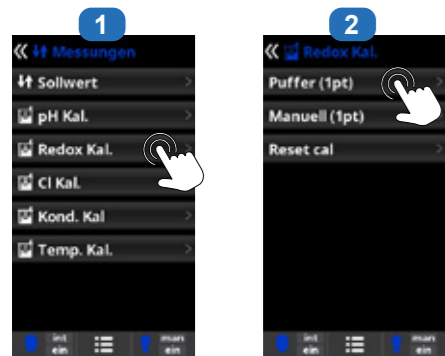 1
Messungen
Sollwert
pH Kal.
Redox Kal.
Cl Kal.
Kond. Kal
Temp. Kal.
int
ein
man
ein
2
Redox Kal.
Puffer (1pt)
Manuell (1pt)
Reset cal
int
ein
man
ein